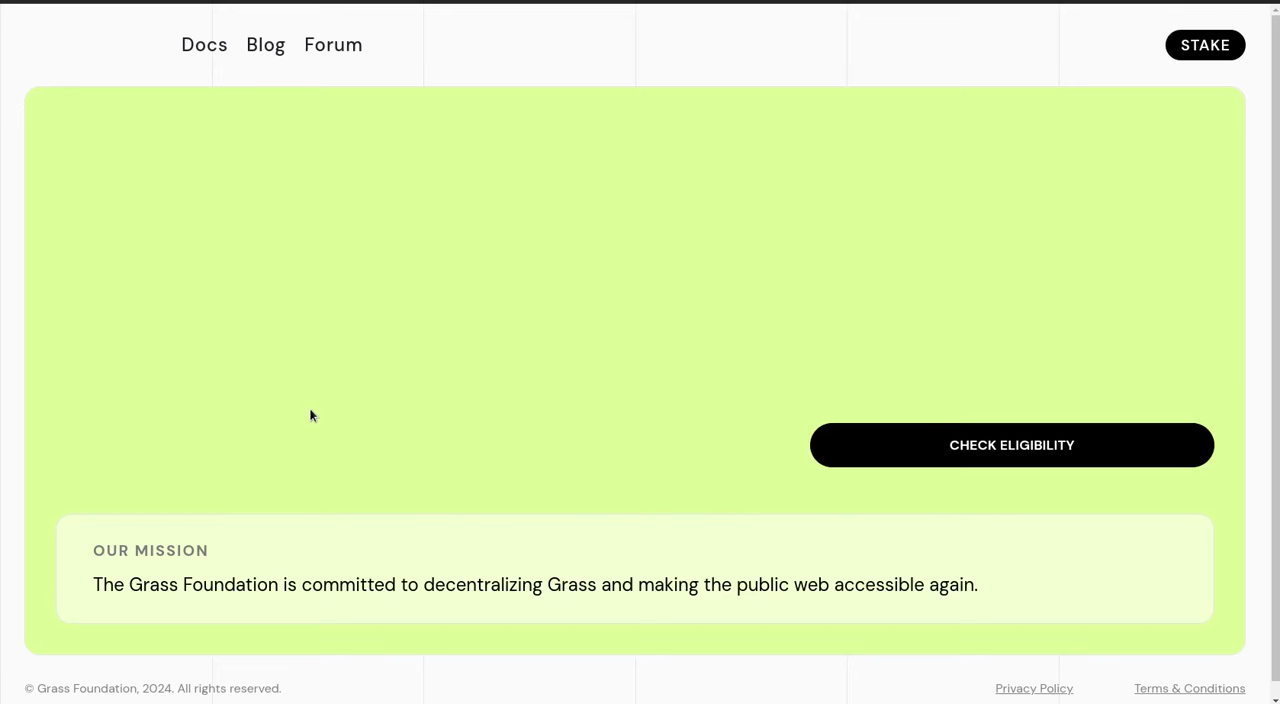 Docs Blog Forum
STAKE
CHECK ELIGIBILITY
OUR MISSION
The Grass Foundation is committed to decentralizing Grass and making the public web accessible again.
© Grass Foundation, 2024. All rights reserved.
Privacy Policy
Terms & Conditions